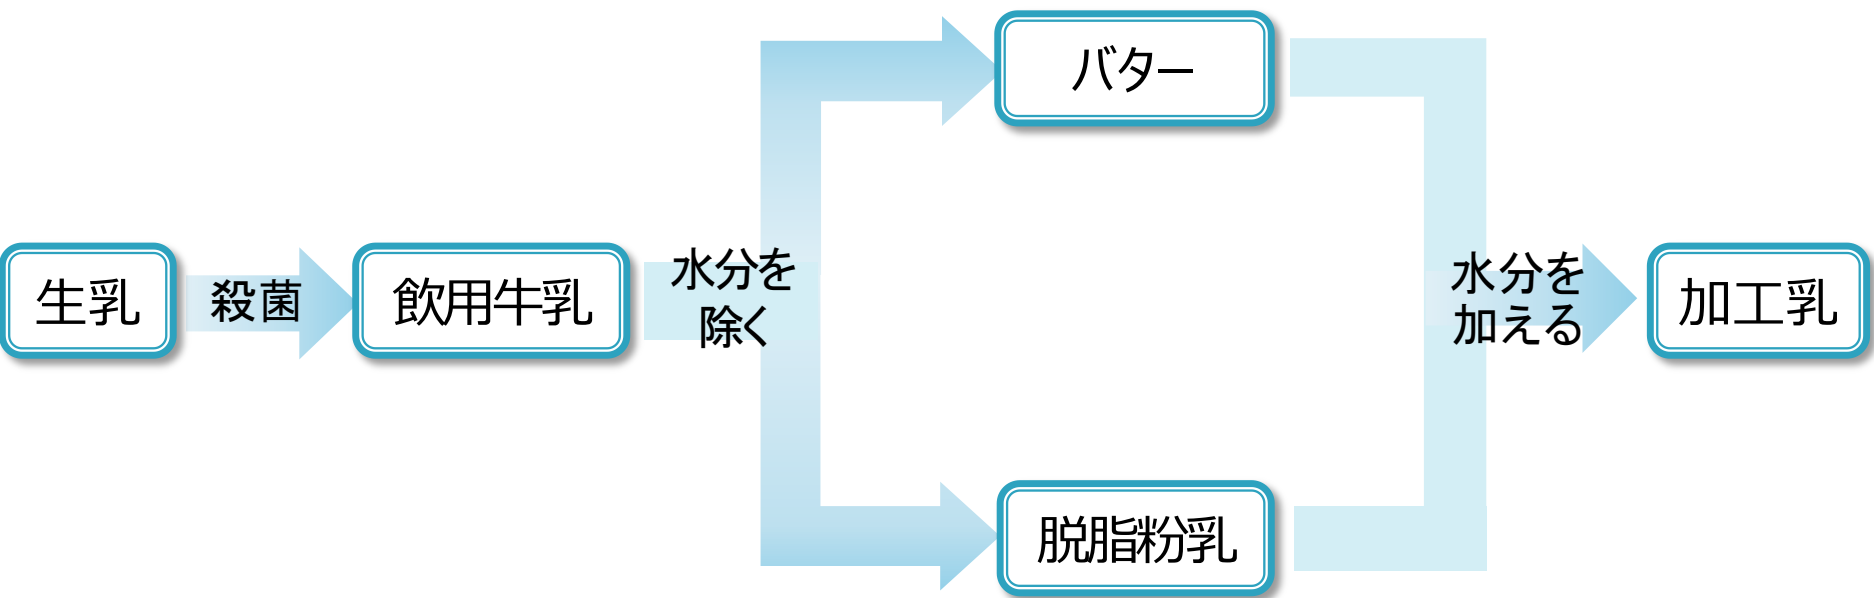 バター
生乳
殺菌
飲用牛乳
水分を
除く
水分を
加える
加工乳
脱脂粉乳